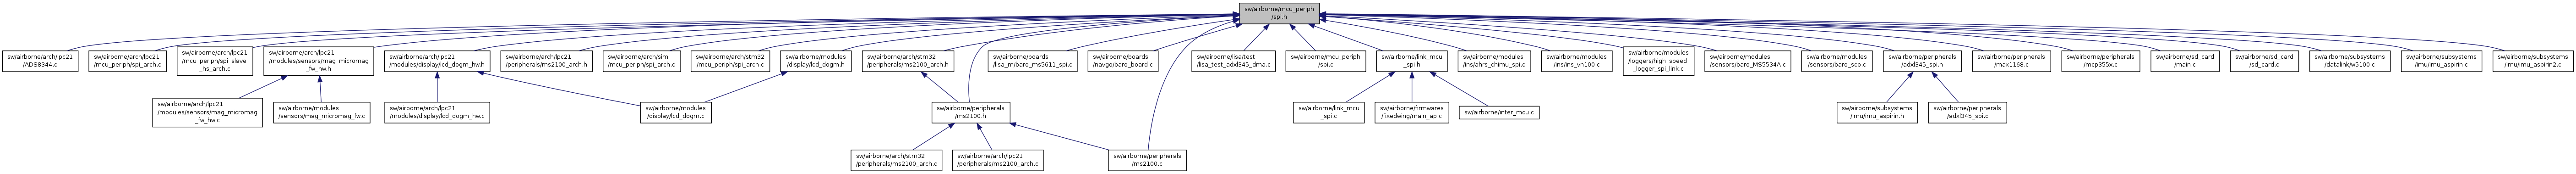 sw/airborne/mcu_periph
/spi.h
sw/airborne/arch/lpc21
/ADS8344.c
sw/airborne/arch/lpc21
/mcu_periph/spi_arch.c
sw/airborne/arch/lpc21
/mcu_periph/spi_slave
_hs_arch.c
sw/airborne/arch/lpc21
/modules/sensors/mag_micromag
_fw_hw.h
sw/airborne/arch/lpc21
/modules/display/lcd_dogm_hw.h
sw/airborne/arch/lpc21
/peripherals/ms2100_arch.h
sw/airborne/arch/sim
/mcu_periph/spi_arch.c
sw/airborne/arch/stm32
/mcu_periph/spi_arch.c
sw/airborne/modules
/display/lcd_dogm.h
sw/airborne/arch/stm32
/peripherals/ms2100_arch.h
sw/airborne/boards
/lisa_m/baro_ms5611_spi.c
sw/airborne/boards
/navgo/baro_board.c
sw/airborne/lisa/test
/lisa_test_adxl345_dma.c
sw/airborne/mcu_periph
/spi.c
sw/airborne/link_mcu
_spi.h
sw/airborne/modules
/ins/ahrs_chimu_spi.c
sw/airborne/modules
/ins/ins_vn100.c
sw/airborne/modules
/loggers/high_speed
_logger_spi_link.c
sw/airborne/modules
/sensors/baro_MS5534A.c
sw/airborne/modules
/sensors/baro_scp.c
sw/airborne/peripherals
/adxl345_spi.h
sw/airborne/peripherals
/max1168.c
sw/airborne/peripherals
/mcp355x.c
sw/airborne/sd_card
/main.c
sw/airborne/sd_card
/sd_card.c
sw/airborne/subsystems
/datalink/w5100.c
sw/airborne/subsystems
/imu/imu_aspirin.c
sw/airborne/subsystems
/imu/imu_aspirin2.c
sw/airborne/arch/lpc21
/modules/sensors/mag_micromag
_fw_hw.c
sw/airborne/modules
/sensors/mag_micromag_fw.c
sw/airborne/arch/lpc21
/modules/display/lcd_dogm_hw.c
sw/airborne/modules
/display/lcd_dogm.c
sw/airborne/peripherals
/ms2100.h
sw/airborne/link_mcu
_spi.c
sw/airborne/firmwares
/fixedwing/main_ap.c
sw/airborne/inter_mcu.c
sw/airborne/subsystems
/imu/imu_aspirin.h
sw/airborne/peripherals
/adxl345_spi.c
sw/airborne/arch/stm32
/peripherals/ms2100_arch.c
sw/airborne/arch/lpc21
/peripherals/ms2100_arch.c
sw/airborne/peripherals
/ms2100.c